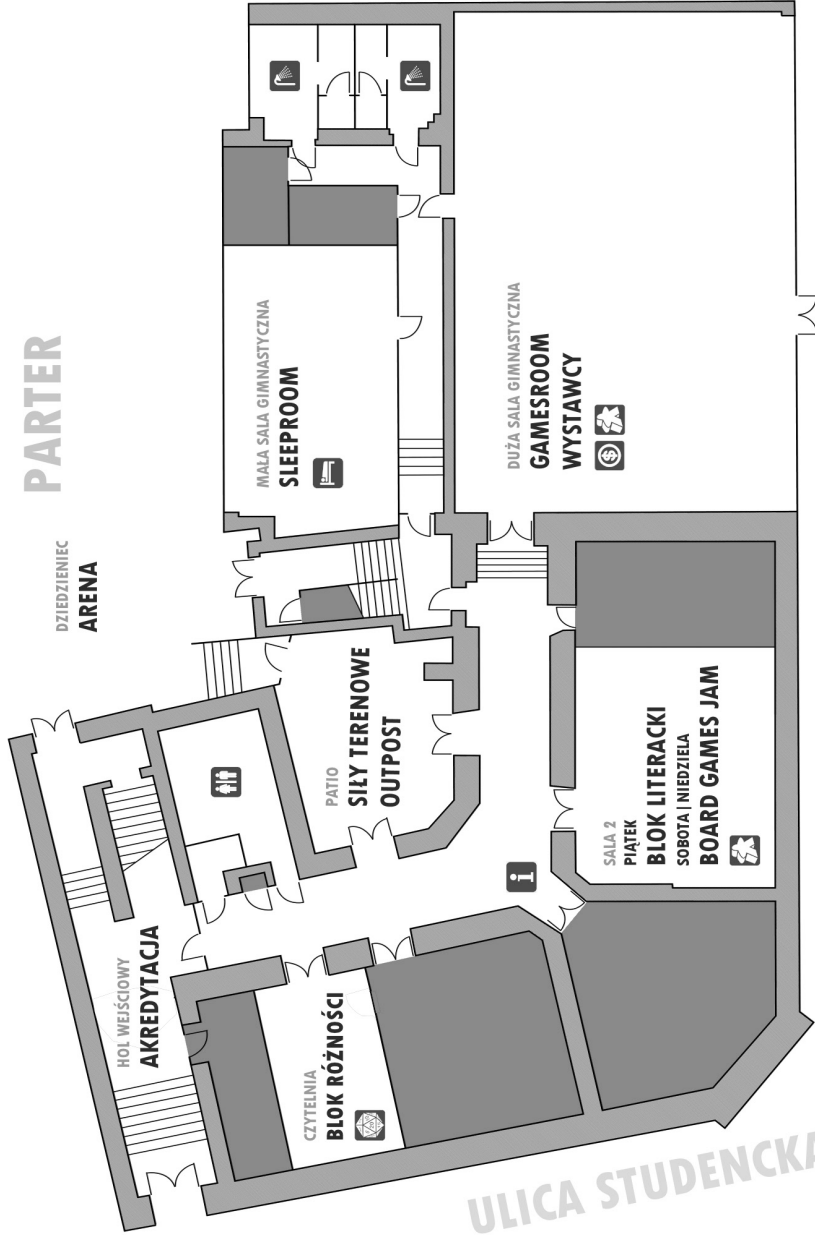 PARTER
DZIEDZIENIEC
ARENA
MAŁA SALA GIMNASTYCZNA
SLEEPROOM
DUŻA SALA GIMNASTYCZNA
GAMESROOM
WYSTAWCY
PATIO
SIŁY TERENOWE
OUTPOST
HOL WEJŚCIOWY
AKREDYTACJA
CZYTELNIA
BLOK RÓŻNOŚCI
SALA 2
PIĄTEK
BLOK LITERACKI
SOBOTA | NIEDZIELA
BOARD GAMES JAM
i
ULICA STUDENCKA